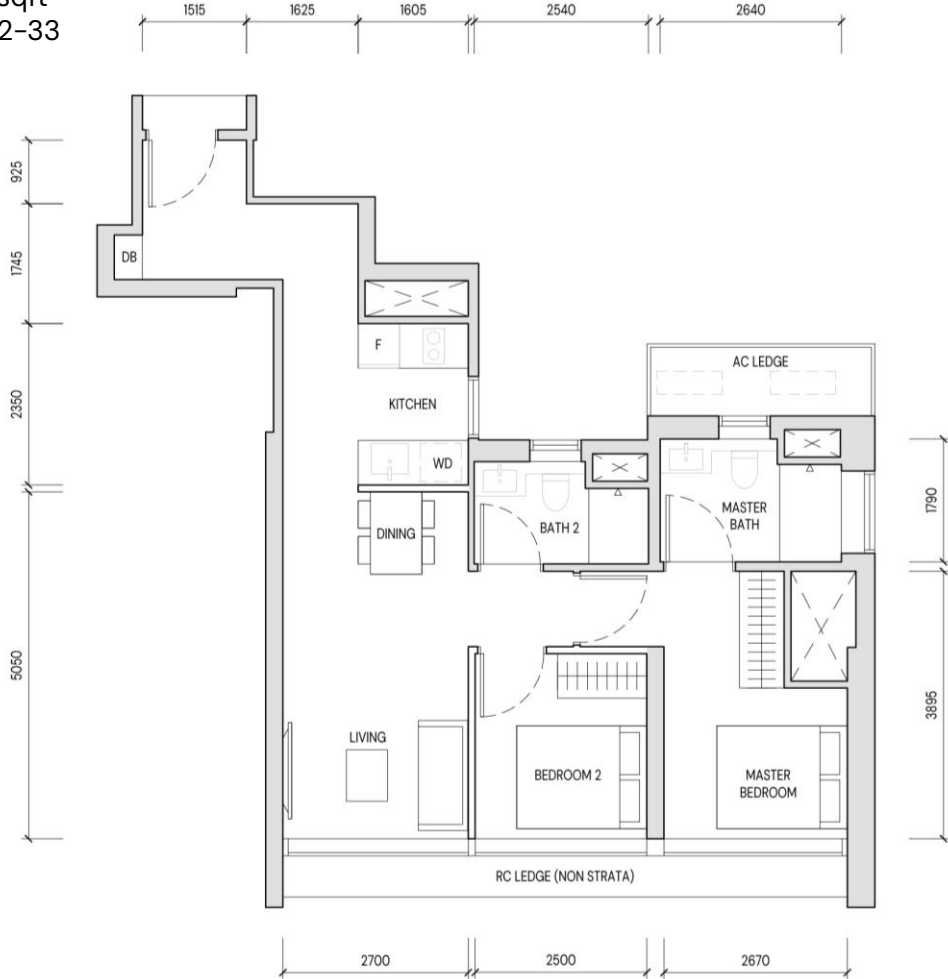 sqft
2-33
1515
1625
1605
2540
2640
925
1745
2350
5050
DB
F
KITCHEN
WD
DINING
AC LEDGE
BATH 2
MASTER
BATH
1790
3895
LIVING
BEDROOM 2
MASTER
BEDROOM
RC LEDGE (NON STRATA)
2700
2500
2670